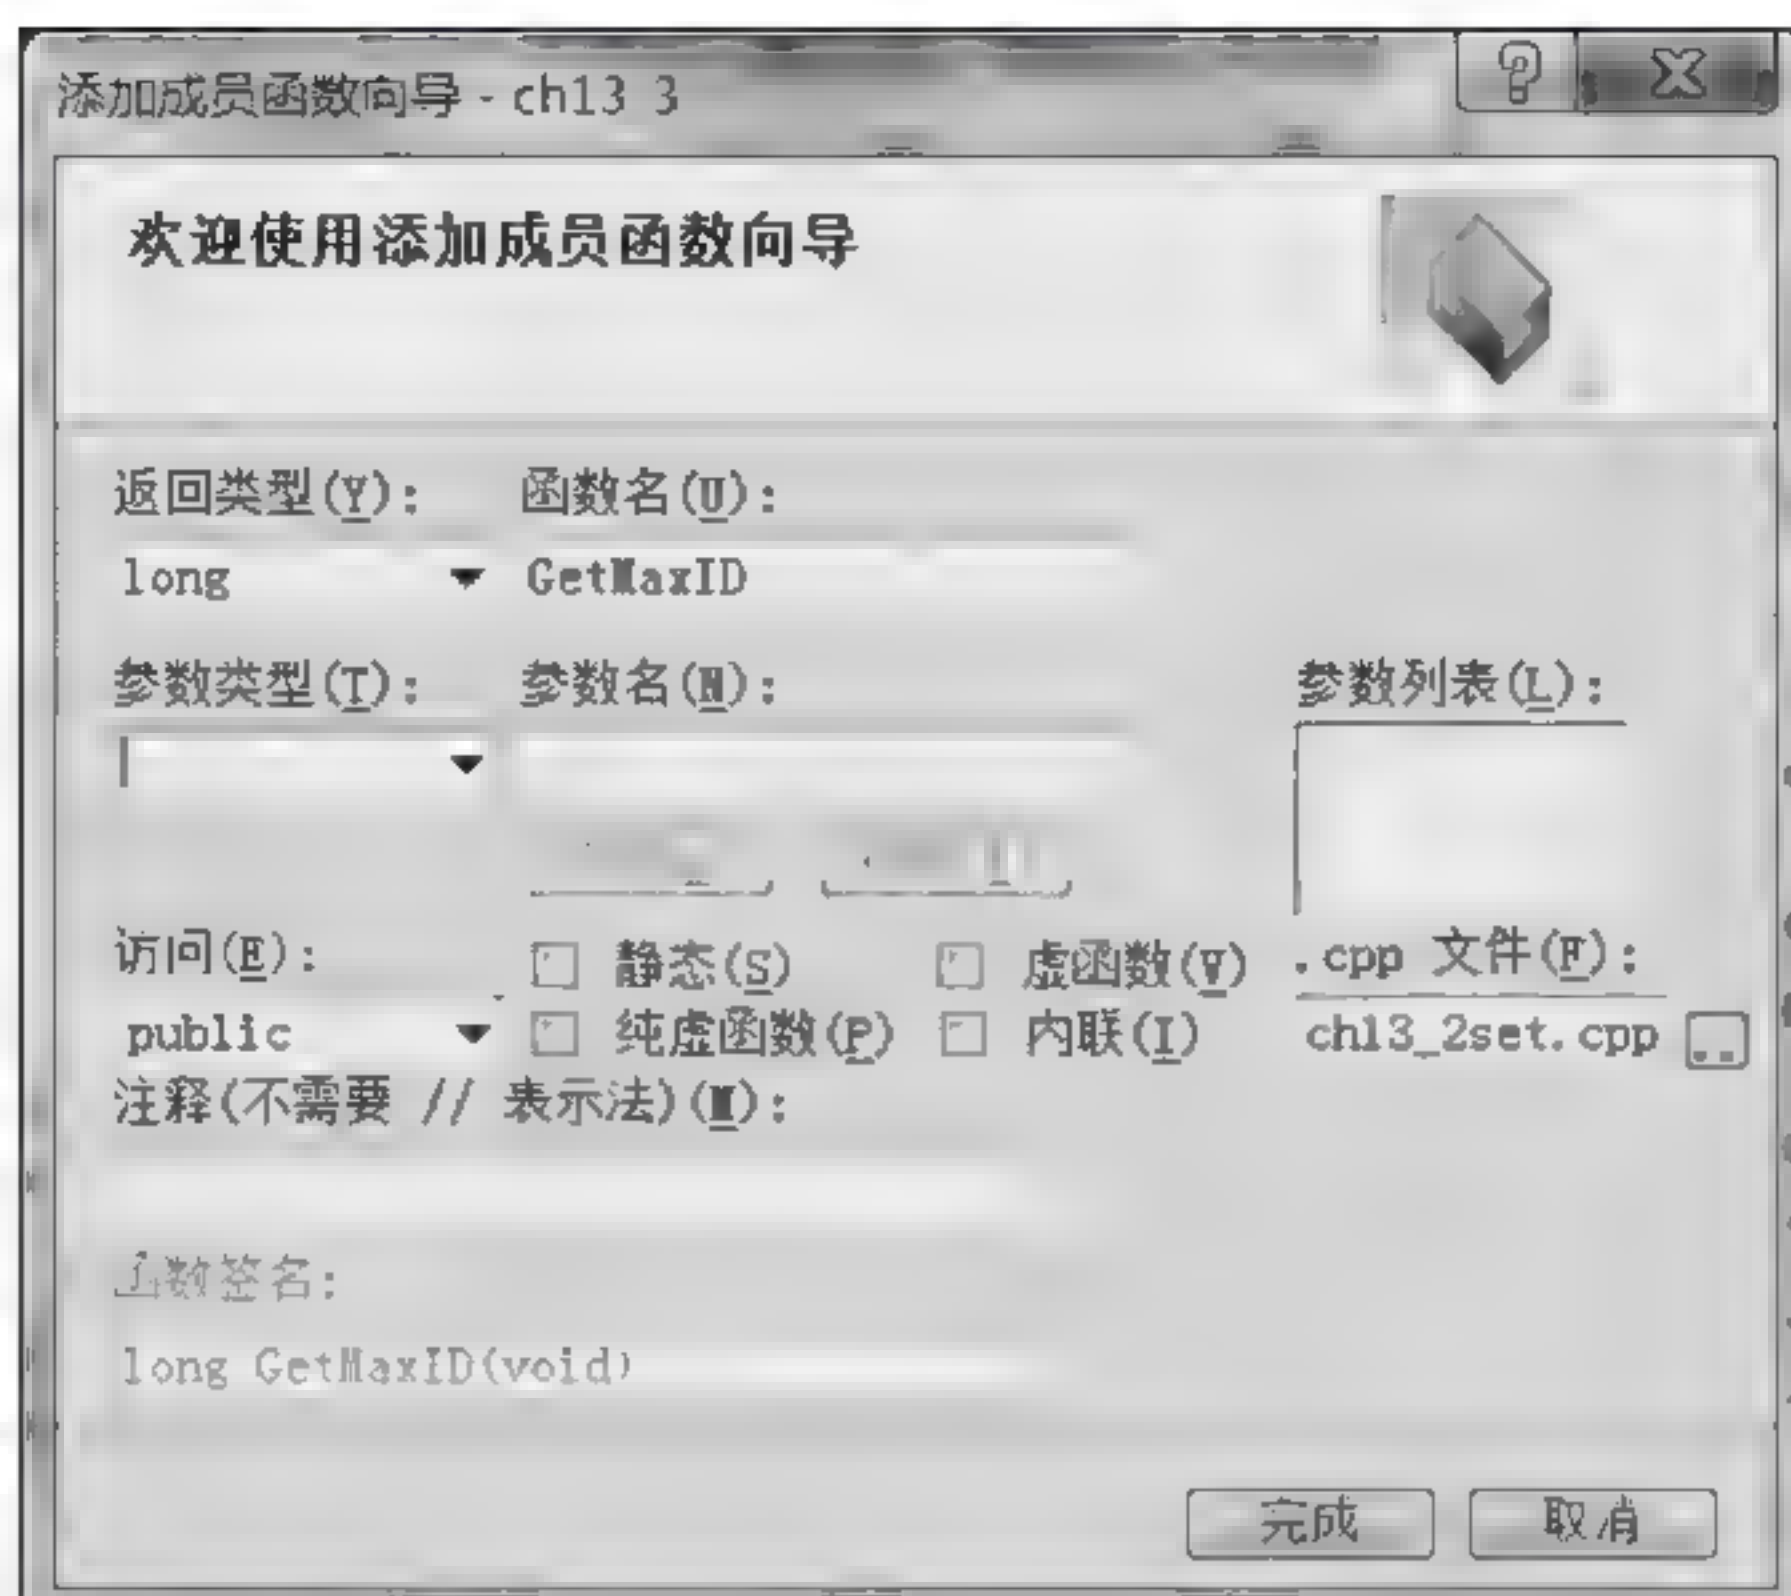 添加成员函数向导 - ch13 3
欢迎使用添加成员函数向导
返回类型(Y): 函数名(U):
long GetMaxID
参数类型(T): 参数名(N): 参数列表(L):
访问(E): 静态(S) 虚函数(V) .cpp 文件(F):
public 纯虚函数(P) 内联(I) ch13_2set.cpp ..
注释(不需要 // 表示法)(M):
函数签名:
long GetMaxID(void)
完成 取消